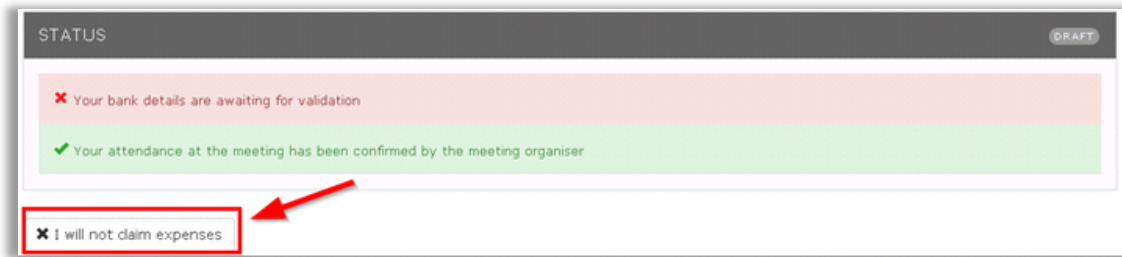 STATUS
DRAFT
Your bank details are awaiting for validation
Your attendance at the meeting has been confirmed by the meeting organiser
I will not claim expenses